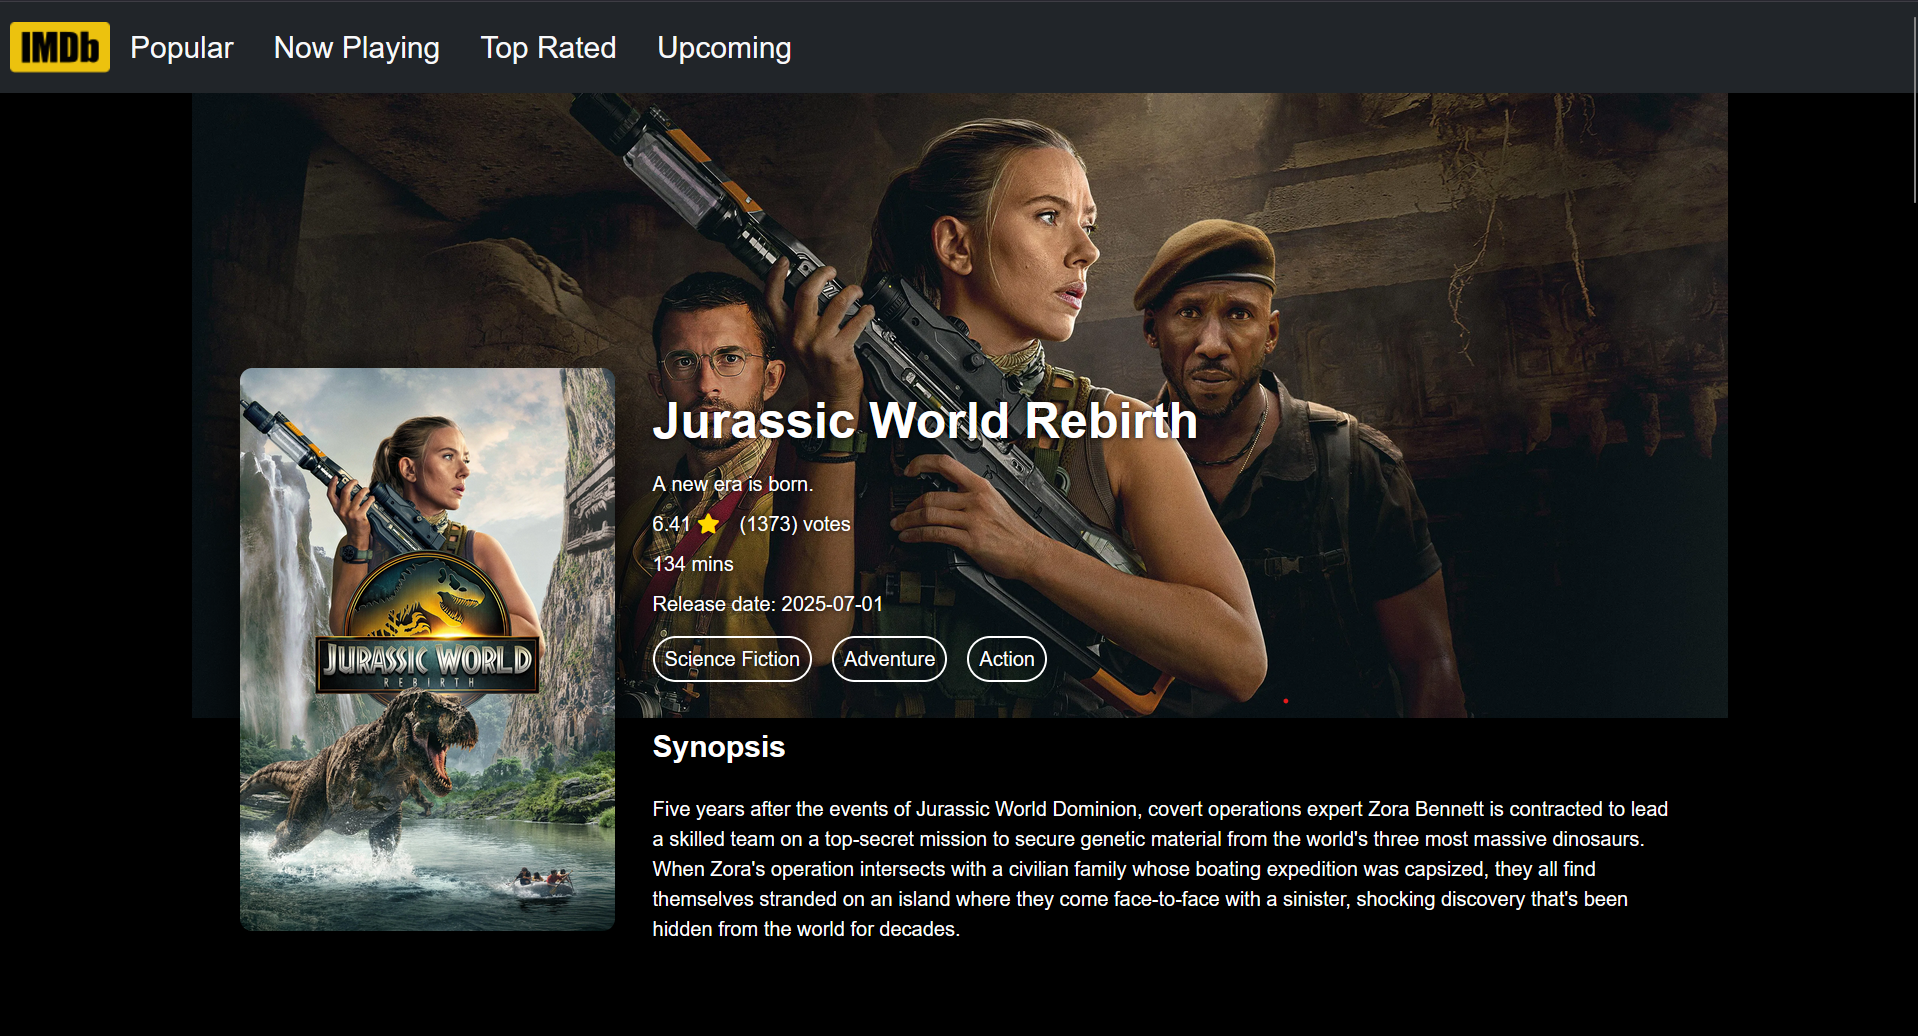 IMDb Popular Now Playing Top Rated Upcoming
Jurassic World Rebirth
A new era is born.
6.41 (1373) votes
134 mins
Release date: 2025-07-01
Science Fiction Adventure Action
JURASSIC WORLD
REBIRTH
Synopsis
Five years after the events of Jurassic World Dominion, covert operations expert Zora Bennett is contracted to lead
a skilled team on a top-secret mission to secure genetic material from the world's three most massive dinosaurs.
When Zora's operation intersects with a civilian family whose boating expedition was capsized, they all find
themselves stranded on an island where they come face-to-face with a sinister, shocking discovery that's been
hidden from the world for decades.